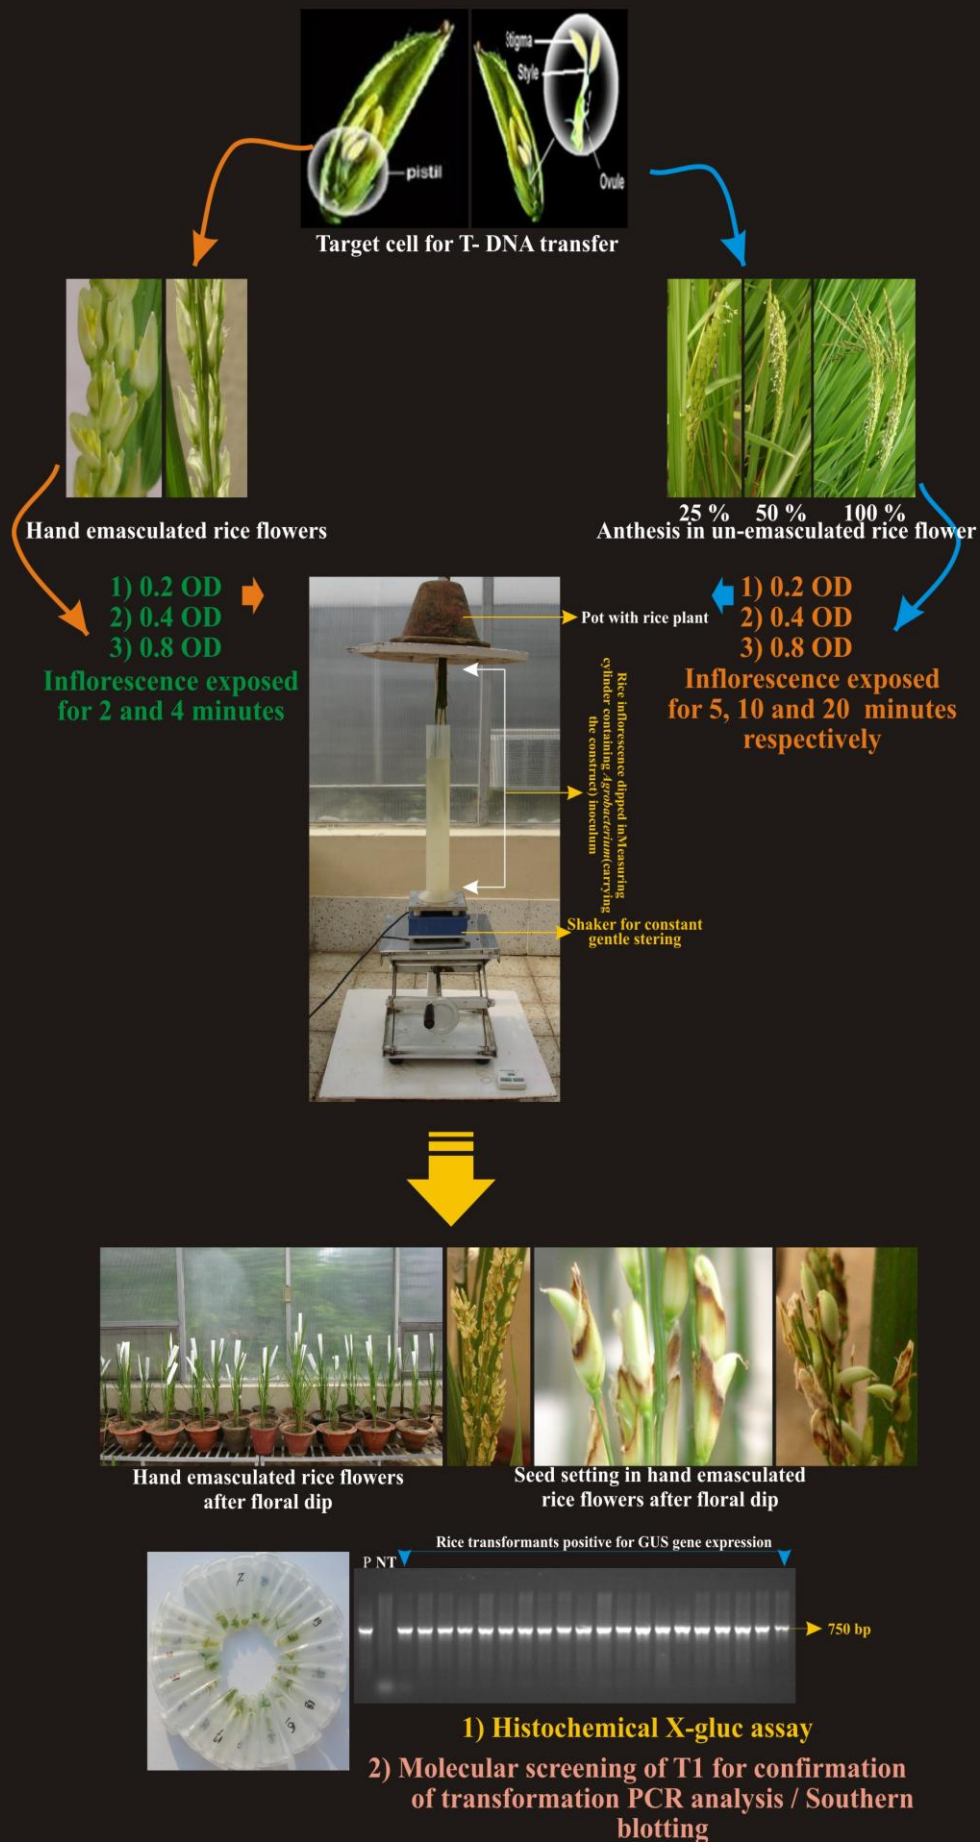 Stigma
Style
pistil
Ovule
Target cell for T- DNA transfer
25 % 50 % 100 %
Hand emasculated rice flowers
Anthesis in un-emasculated rice flower
1) 0.2 OD
2) 0.4 OD
3) 0.8 OD
Inflorescence exposed
for 2 and 4 minutes
Pot with rice plant
Rice inflorescence dipped inMeasuring
cylinder containing Agrobacterium(carrying
the construct) inoculum
Shaker for constant
gentle stering
1) 0.2 OD
2) 0.4 OD
3) 0.8 OD
Inflorescence exposed
for 5, 10 and 20 minutes
respectively
Hand emasculated rice flowers
after floral dip
Seed setting in hand emasculated
rice flowers after floral dip
Rice transformants positive for GUS gene expression
P NT
750 bp
7
1) Histochemical X-gluc assay
2) Molecular screening of T1 for confirmation
of transformation PCR analysis / Southern
blotting